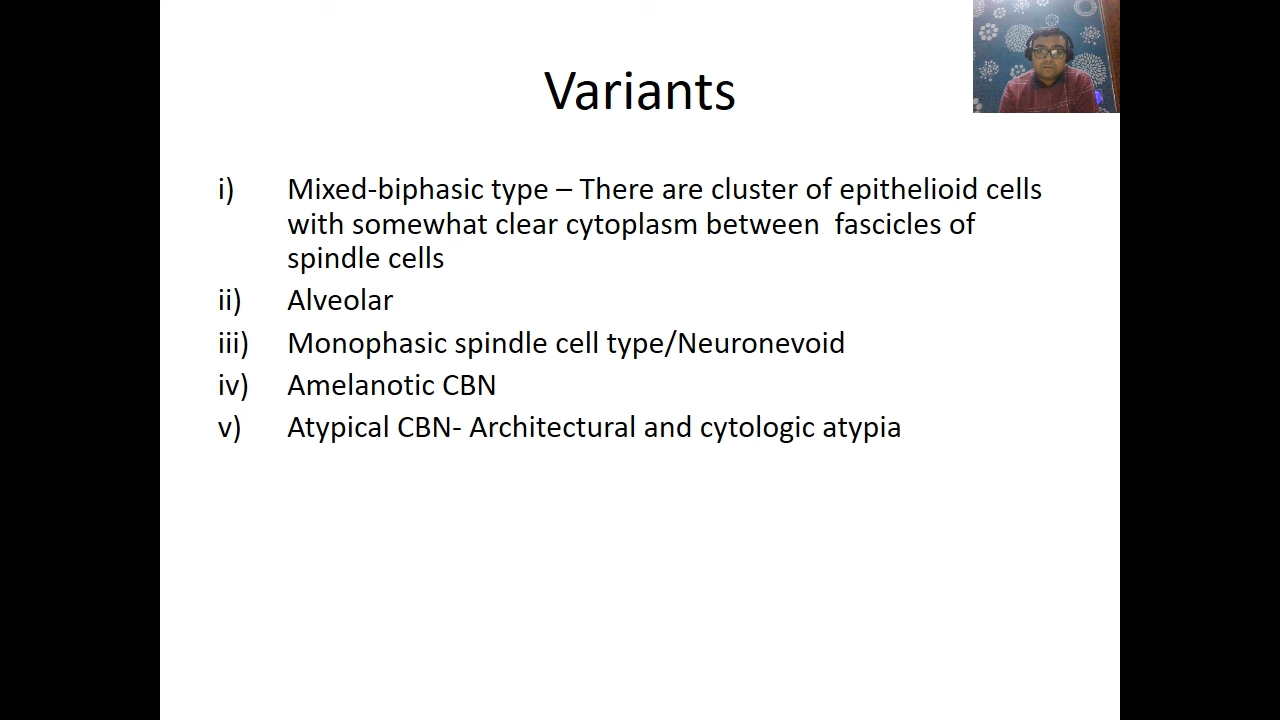 Variants
i) Mixed-biphasic type – There are cluster of epithelioid cells
with somewhat clear cytoplasm between  fascicles of
spindle cells
ii) Alveolar
iii) Monophasic spindle cell type/Neuronevoid
iv) Amelanotic CBN
v) Atypical CBN- Architectural and cytologic atypia